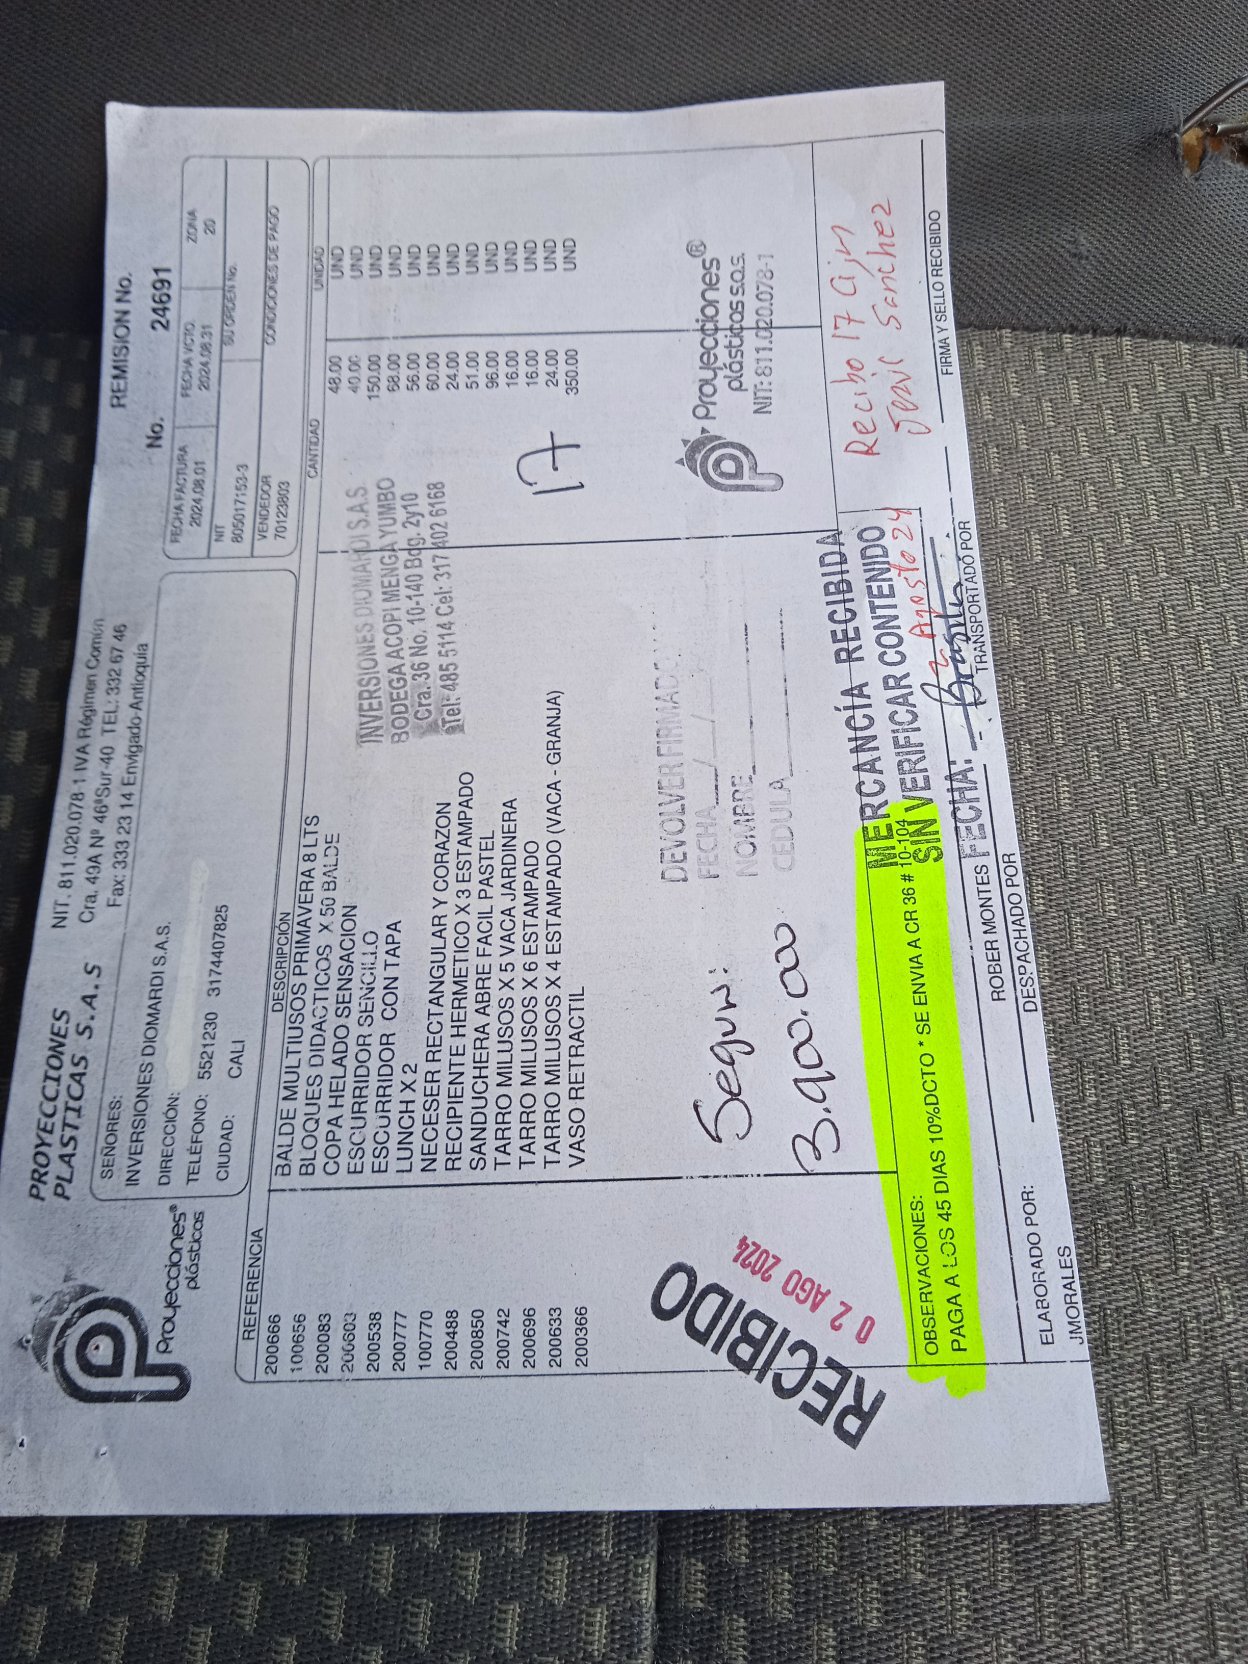 PROYECCIONES
PLASTICAS S.A.S
NIT. 811.020.078-1 IVA Régimen Común
Cra. 49A Nº 46ªSur-40 TEL: 332 67 46
Fax: 333 23 14 Envigado-Antioquia
REMISION No.
No. 24691
Proyecciones®
plásticos
SEÑORES:
INVERSIONES DIOMARDI S.A.S.
DIRECCIÓN:
TELÉFONO: 5521230 3174407825
CIUDAD: CALI
FECHA FACTURA FECHA VCTO. ZONA
2024.08.01 2024.08.31 20
NIT SU ORDEN No.
805017153-3
VENDEDOR CONDICIONES DE PAGO
70123803
REFERENCIA DESCRIPCIÓN CANTIDAD UNIDAD
200666 BALDE MULTIUSOS PRIMAVERA 8 LTS 48.00 UND
100656 BLOQUES DIDACTICOS X 50 BALDE 40.00 UND
200083 COPA HELADO SENSACION 150.00 UND
200603 ESCURRIDOR SENCILLO 68.00 UND
200538 ESCURRIDOR CON TAPA 56.00 UND
200777 LUNCH X 2 60.00 UND
100770 NECESER RECTANGULAR Y CORAZON 24.00 UND
200488 RECIPIENTE HERMETICO X 3 ESTAMPADO 51.00 UND
200850 SANDUCHERA ABRE FACIL PASTEL 96.00 UND
200742 TARRO MILUSOS X 5 VACA JARDINERA 16.00 UND
200696 TARRO MILUSOS X 6 ESTAMPADO 16.00 UND
200633 TARRO MILUSOS X 4 ESTAMPADO (VACA - GRANJA) 24.00 UND
200366 VASO RETRACTIL 350.00 UND
INVERSIONES DIOMARDI S.A.S
BODEGA ACOPI MENGA YUMBO
Cra. 36 No. 10-140 Bdg. 2y10
Tel: 485 5114 Cel: 317 402 6168
17
DEVOLVER FIRMADO
FECHA / /
NOMBRE
CEDULA
Proyecciones®
plásticos s.a.s.
NIT: 811.020.078-1
Seguro:
3.900.000
RECIBIDO
02 AGO 2024
MERCANCÍA RECIBIDA
SIN VERIFICAR CONTENIDO
FECHA:
2 Agosto 24
Recibo 17 Cajn
Sanchez
OBSERVACIONES:
PAGA A LOS 45 DIAS 10%DCTO * SE ENVIA A CR 36 # 10-104
ELABORADO POR:
JMORALES
ROBER MONTES
DESPACHADO POR
TRANSPORTADO POR
FIRMA Y SELLO RECIBIDO